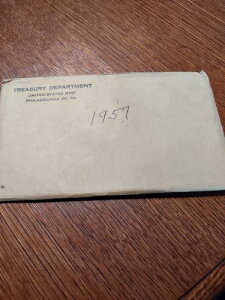 TREASURY DEPARTMENT
UNITED STATES MINT
PHILADELPHIA 30, PA.
1957